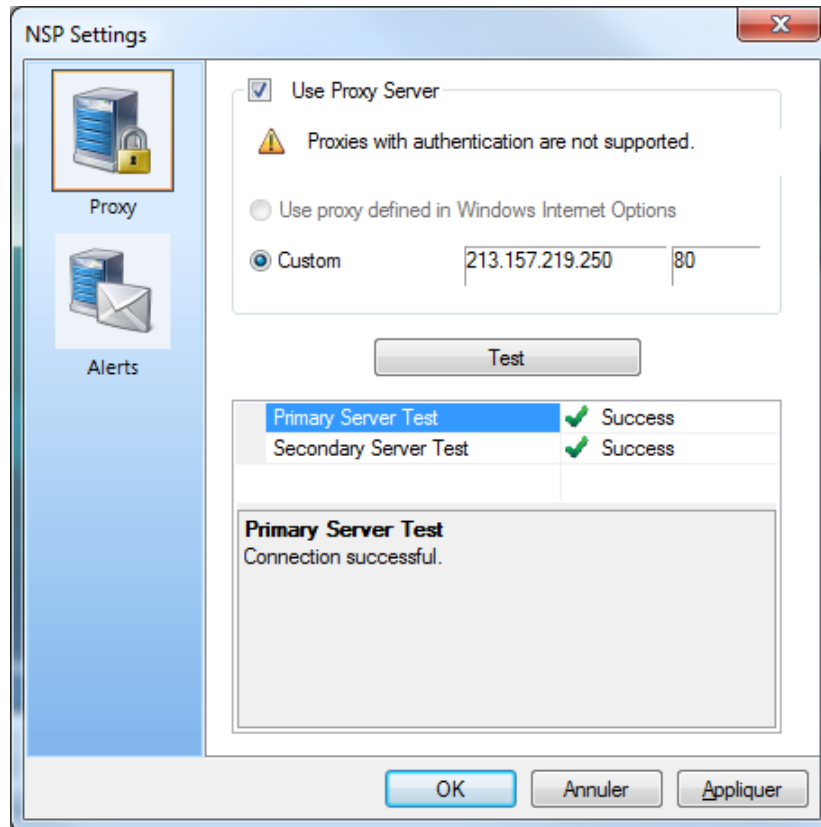 NSP Settings
Proxy
Alerts
Use Proxy Server
Proxies with authentication are not supported.
Use proxy defined in Windows Internet Options
Custom 213.157.219.250 80
Test
Primary Server Test Success
Secondary Server Test Success
Primary Server Test
Connection successful.
OK Annuler Appliquer